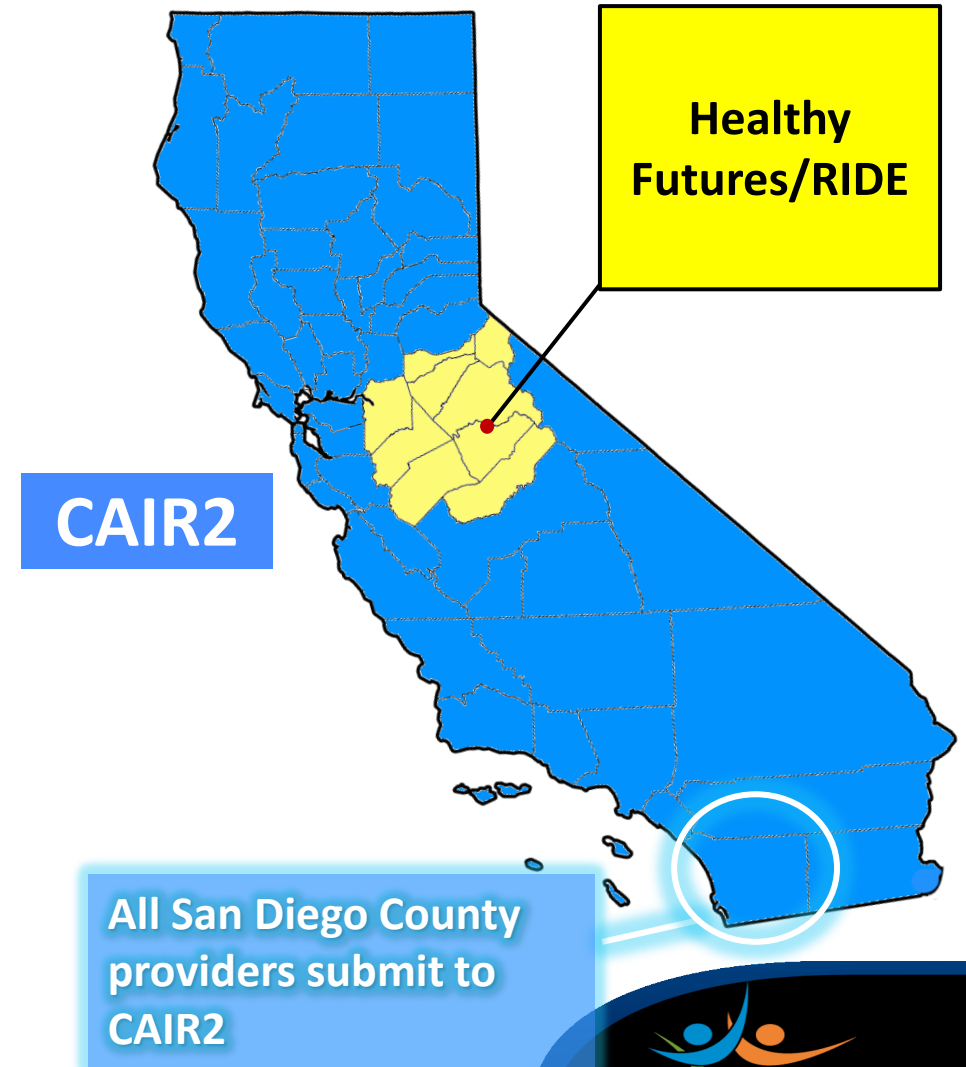 Healthy
Futures/RIDE
CAIR2
All San Diego County
providers submit to
CAIR2